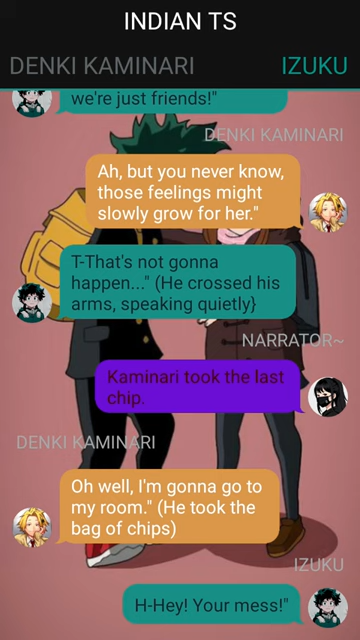 INDIAN TS
DENKI KAMINARI
IZUKU
we're just friends!"
DENKI KAMINARI
Ah, but you never know,
those feelings might
slowly grow for her."
T-That's not gonna
happen..." (He crossed his
arms, speaking quietly}
NARRATOR~
Kaminari took the last
chip.
DENKI KAMINARI
Oh well, I'm gonna go to
my room." (He took the
bag of chips)
IZUKU
H-Hey! Your mess!"